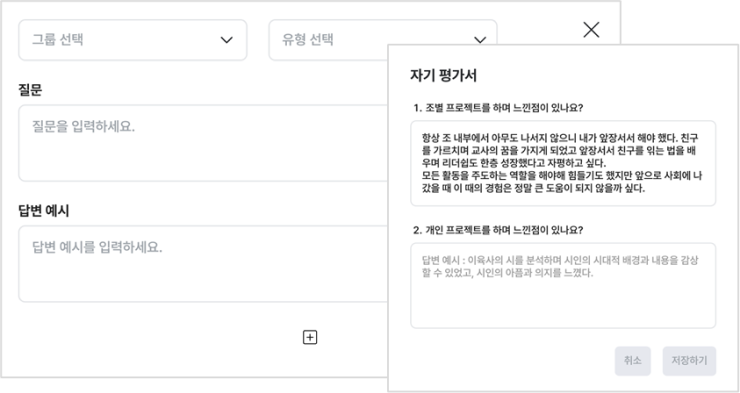 그룹 선택
유형 선택
질문
질문을 입력하세요.
답변 예시
답변 예시를 입력하세요.
자기 평가서
1. 조별 프로젝트를 하며 느낀점이 있나요?
항상 조 내부에서 아무도 나서지 않으니 내가 앞장서서 해야 했다. 친구
를 가르치며 교사의 꿈을 가지게 되었고 앞장서서 친구를 엮는 법을 배
우며 리더쉽도 한층 성장했다고 자평하고 싶다.
모든 활동을 주도하는 역할을 해야해 힘들기도 했지만 앞으로 사회에 나
갔을 때 이 때의 경험은 정말 큰 도움이 되지 않을까 싶다.
2. 개인 프로젝트를 하며 느낀점이 있나요?
답변 예시 : 이육사의 시를 분석하며 시인의 시대적 배경과 내용을 감상
할 수 있었고, 시인의 아픔과 의지를 느꼈다.
취소
저장하기